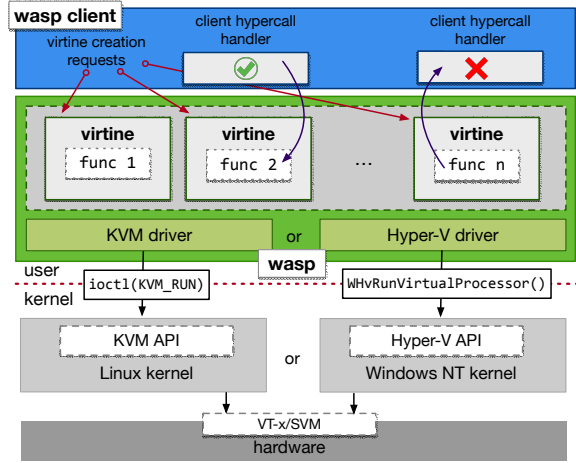 wasp client
client hypercall
handler
client hypercall
handler
virtine creation
requests
virtine
func 1
virtine
func 2
...
virtine
func n
KVM driver
or
Hyper-V driver
wasp
user
kernel
ioctl(KVM_RUN)
WHvRunVirtualProcessor()
KVM API
Linux kernel
or
Hyper-V API
Windows NT kernel
VT-x/SVM
hardware